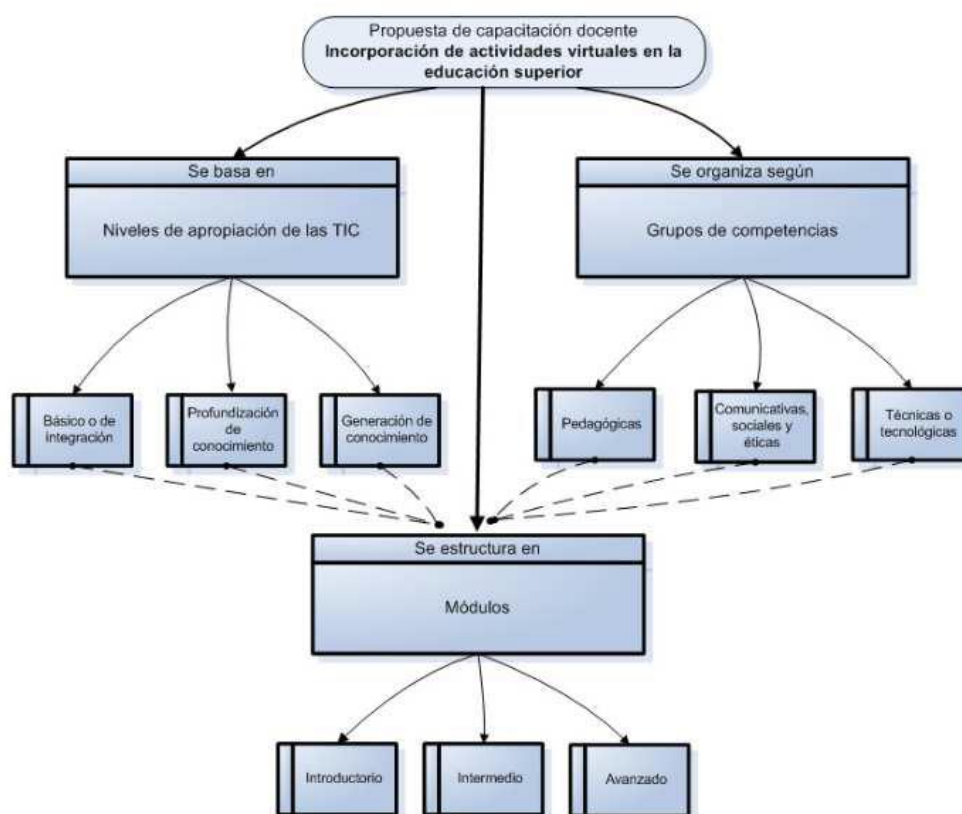 Propuesta de capacitación docente
Incorporación de actividades virtuales en la
educación superior
Se basa en
Niveles de apropiación de las TIC
Se organiza según
Grupos de competencias
Básico o de
integración
Profundización
de
conocimiento
Generación de
conocimiento
Pedagógicas
Comunicativas,
sociales y
éticas
Técnicas o
tecnológicas
Se estructura en
Módulos
Introductorio
Intermedio
Avanzado